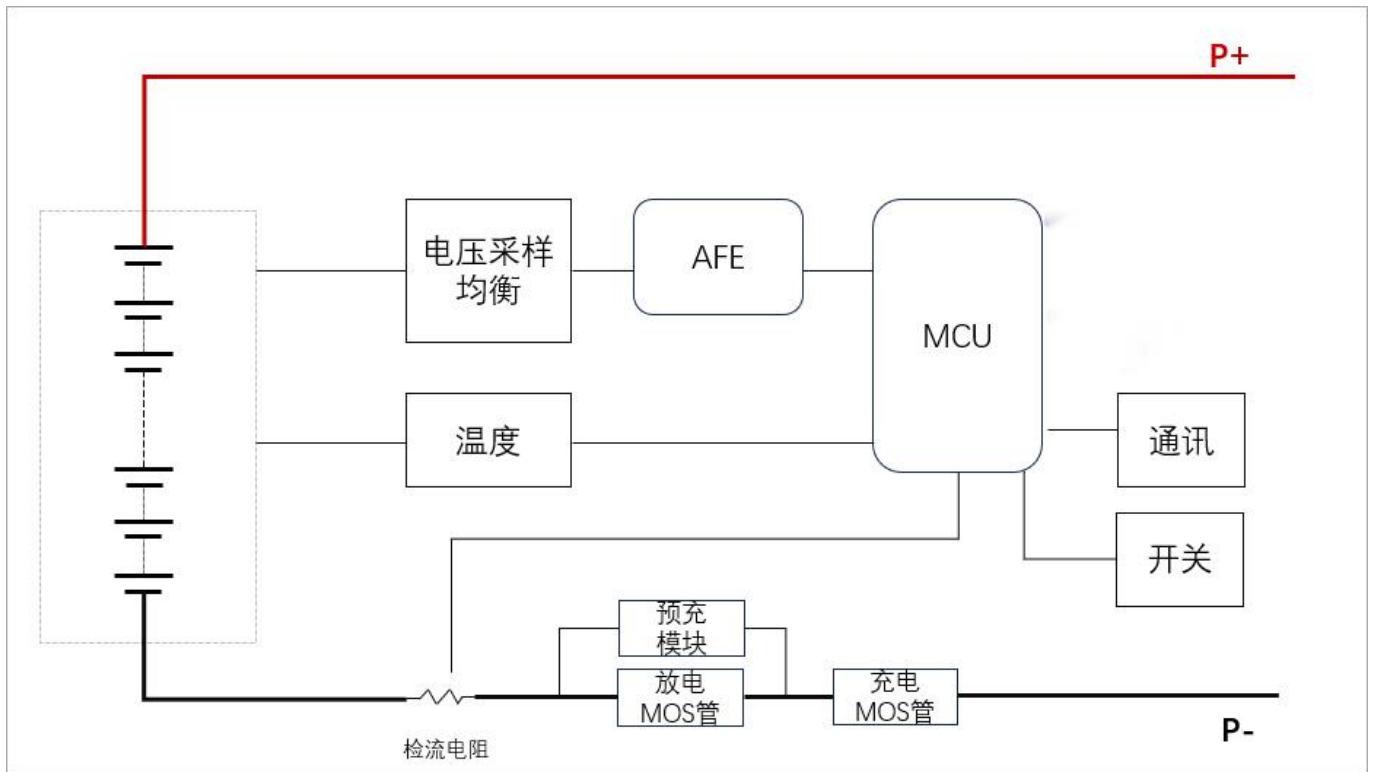 P+
电压采样
均衡
AFE
MCU
温度
通讯
开关
预充
模块
放电
MOS管
充电
MOS管
P-
检流电阻